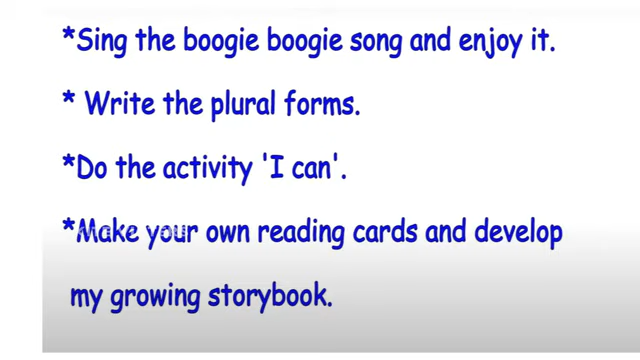 *Sing the boogie boogie song and enjoy it.
* Write the plural forms.
*Do the activity 'I can'.
*Make your own reading cards and develop
my growing storybook.